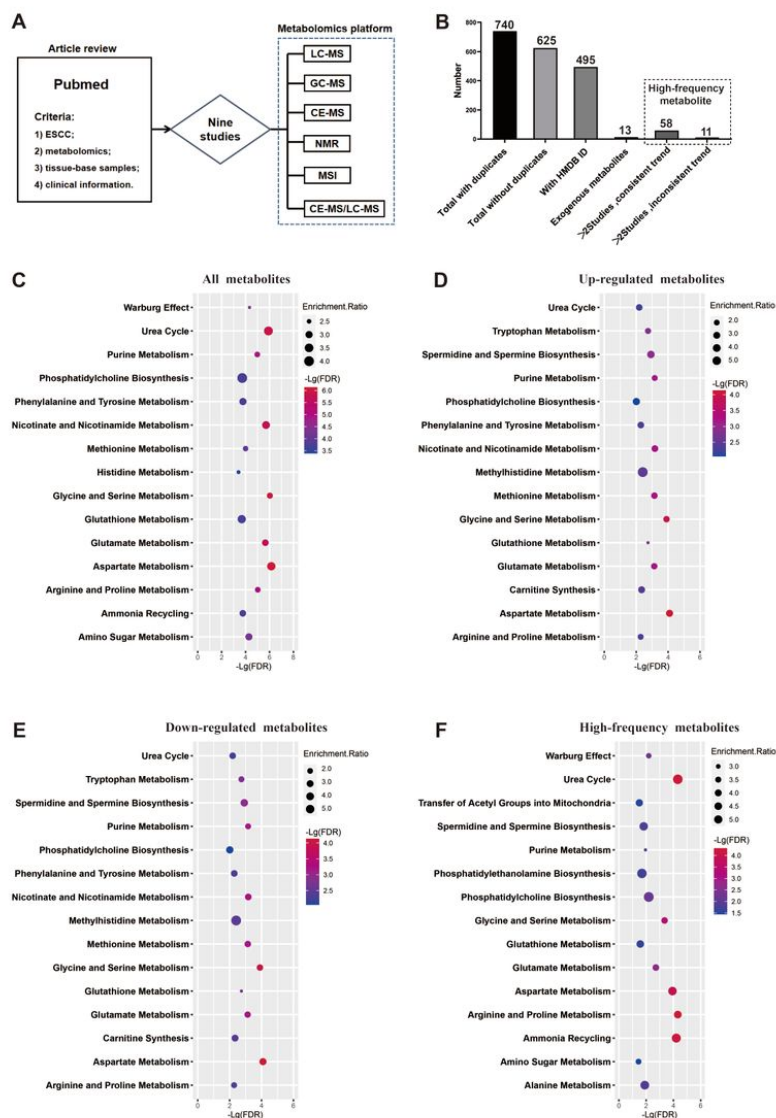 A
Article review
Pubmed
Criteria:
1) ESCC;
2) metabolomics;
3) tissue-base samples;
4) clinical information.
Nine
studies
Metabolomics platform
LC-MS
GC-MS
CE-MS
NMR
MSI
CE-MS/LC-MS
B
Number
800
600
400
200
0
740
625
495
13
58
11
High-frequency
metabolite
Total with duplicates
Total without duplicates
With HMDB ID
Exogenous metabolites
>2Studies ,consistent trend
>2Studies ,inconsistent trend
C
All metabolites
Warburg Effect
Urea Cycle
Purine Metabolism
Phosphatidylcholine Biosynthesis
Phenylalanine and Tyrosine Metabolism
Nicotinate and Nicotinamide Metabolism
Methionine Metabolism
Histidine Metabolism
Glycine and Serine Metabolism
Glutathione Metabolism
Glutamate Metabolism
Aspartate Metabolism
Arginine and Proline Metabolism
Ammonia Recycling
Amino Sugar Metabolism
0 2 4 6 8
-Lg(FDR)
Enrichment.Ratio
2.5
3.0
3.5
4.0
-Lg(FDR)
6.0
5.5
5.0
4.5
4.0
3.5
D
Up-regulated metabolites
Urea Cycle
Tryptophan Metabolism
Spermidine and Spermine Biosynthesis
Purine Metabolism
Phosphatidylcholine Biosynthesis
Phenylalanine and Tyrosine Metabolism
Nicotinate and Nicotinamide Metabolism
Methylhistidine Metabolism
Methionine Metabolism
Glycine and Serine Metabolism
Glutathione Metabolism
Glutamate Metabolism
Carnitine Synthesis
Aspartate Metabolism
Arginine and Proline Metabolism
0 2 4 6
-Lg(FDR)
Enrichment.Ratio
2.0
3.0
4.0
5.0
-Lg(FDR)
4.0
3.5
3.0
2.5
E
Down-regulated metabolites
Urea Cycle
Tryptophan Metabolism
Spermidine and Spermine Biosynthesis
Purine Metabolism
Phosphatidylcholine Biosynthesis
Phenylalanine and Tyrosine Metabolism
Nicotinate and Nicotinamide Metabolism
Methylhistidine Metabolism
Methionine Metabolism
Glycine and Serine Metabolism
Glutathione Metabolism
Glutamate Metabolism
Carnitine Synthesis
Aspartate Metabolism
Arginine and Proline Metabolism
0 2 4 6
-Lg(FDR)
Enrichment.Ratio
2.0
3.0
4.0
5.0
-Lg(FDR)
4.0
3.5
3.0
2.5
F
High-frequency metabolites
Warburg Effect
Urea Cycle
Transfer of Acetyl Groups into Mitochondria
Spermidine and Spermine Biosynthesis
Purine Metabolism
Phosphatidylethanolamine Biosynthesis
Phosphatidylcholine Biosynthesis
Glycine and Serine Metabolism
Glutathione Metabolism
Glutamate Metabolism
Aspartate Metabolism
Arginine and Proline Metabolism
Ammonia Recycling
Amino Sugar Metabolism
Alanine Metabolism
0 2 4 6
-Lg(FDR)
Enrichment.Ratio
3.0
3.5
4.0
4.5
5.0
-Lg(FDR)
4.0
3.5
3.0
2.5
2.0
1.5